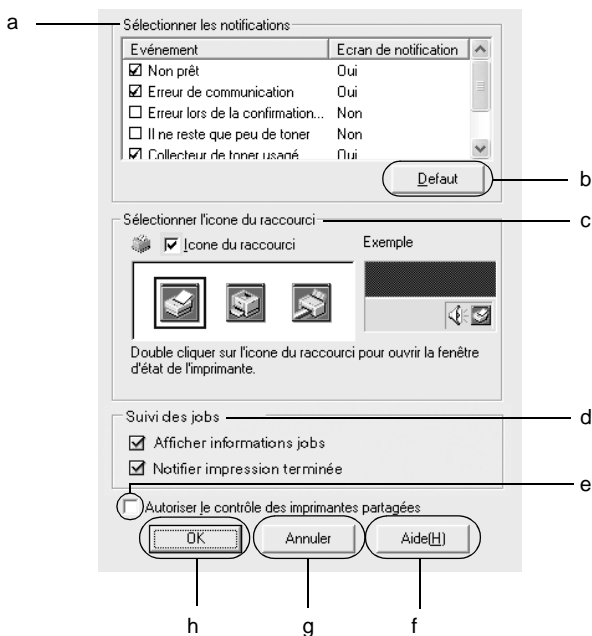 a
Sélectionner les notifications
Evénement Ecran de notification
Non prêt Oui
Erreur de communication Oui
Erreur lors de la confirmation... Non
Il ne reste que peu de toner Non
Collecteur de toner usagé Oui
Defaut
b
Sélectionner l'icone du raccourci
c
Icone du raccourci
Exemple
Double cliquer sur l'icone du raccourci pour ouvrir la fenêtre
d'état de l'imprimante.
Suivi des jobs
d
Afficher informations jobs
Notifier impression terminée
e
Autoriser le contrôle des imprimantes partagées
OK Annuler Aide(H)
h g f